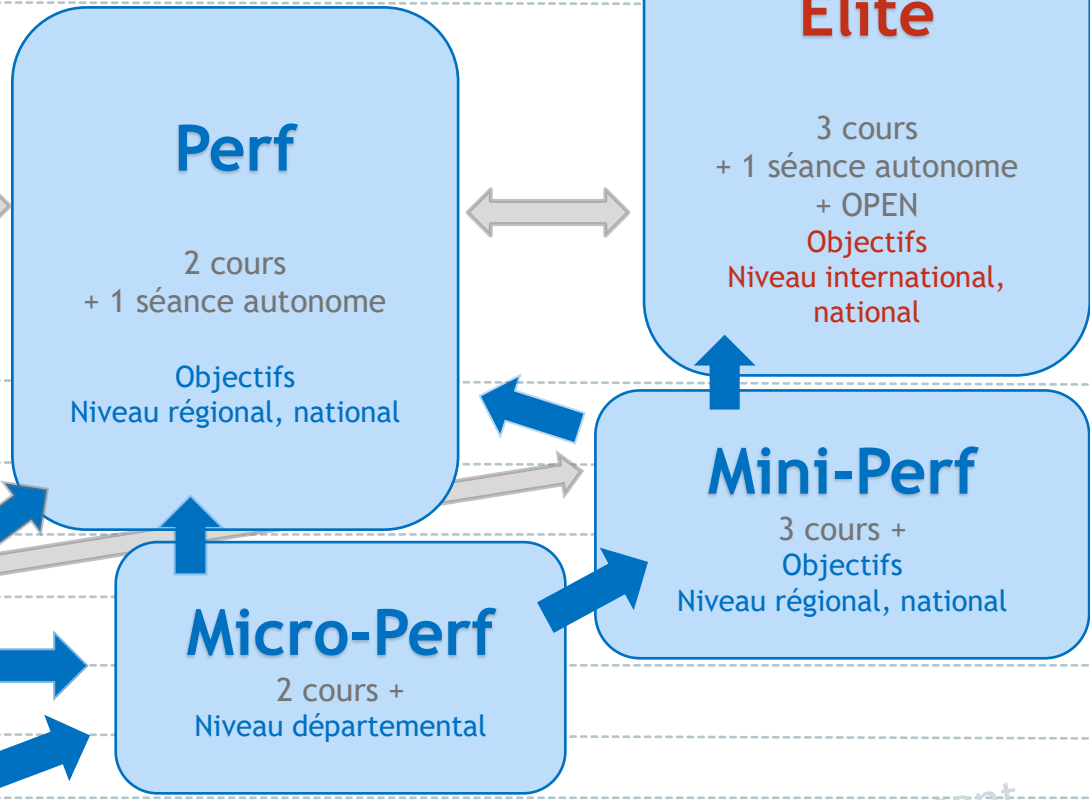 Elite
3 cours
+ 1 séance autonome
+ OPEN
Objectifs
Niveau international,
national
Perf
2 cours
+ 1 séance autonome
Objectifs
Niveau régional, national
Mini-Perf
3 cours +
Objectifs
Niveau régional, national
Micro-Perf
2 cours +
Niveau départemental